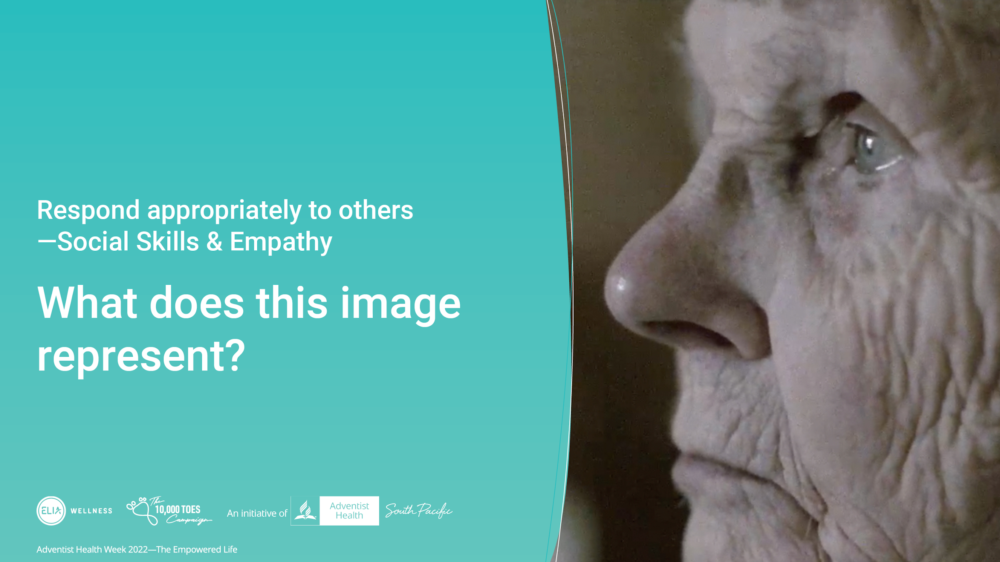 Respond appropriately to others
—Social Skills & Empathy
What does this image
represent?
ELIA WELLNESS
The
10,000 TOES
Campaign
An initiative of
Adventist
Health
South Pacific
Adventist Health Week 2022—The Empowered Life